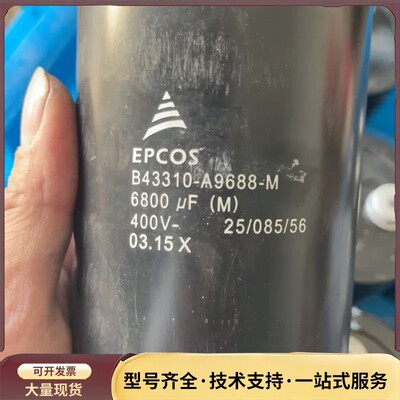 EPCOS
B43310-A9688-M
6800 µF (M)
400V- 25/085/56
03.15 X
可开发票
大量现货
型号齐全·技术支持·一站式服务